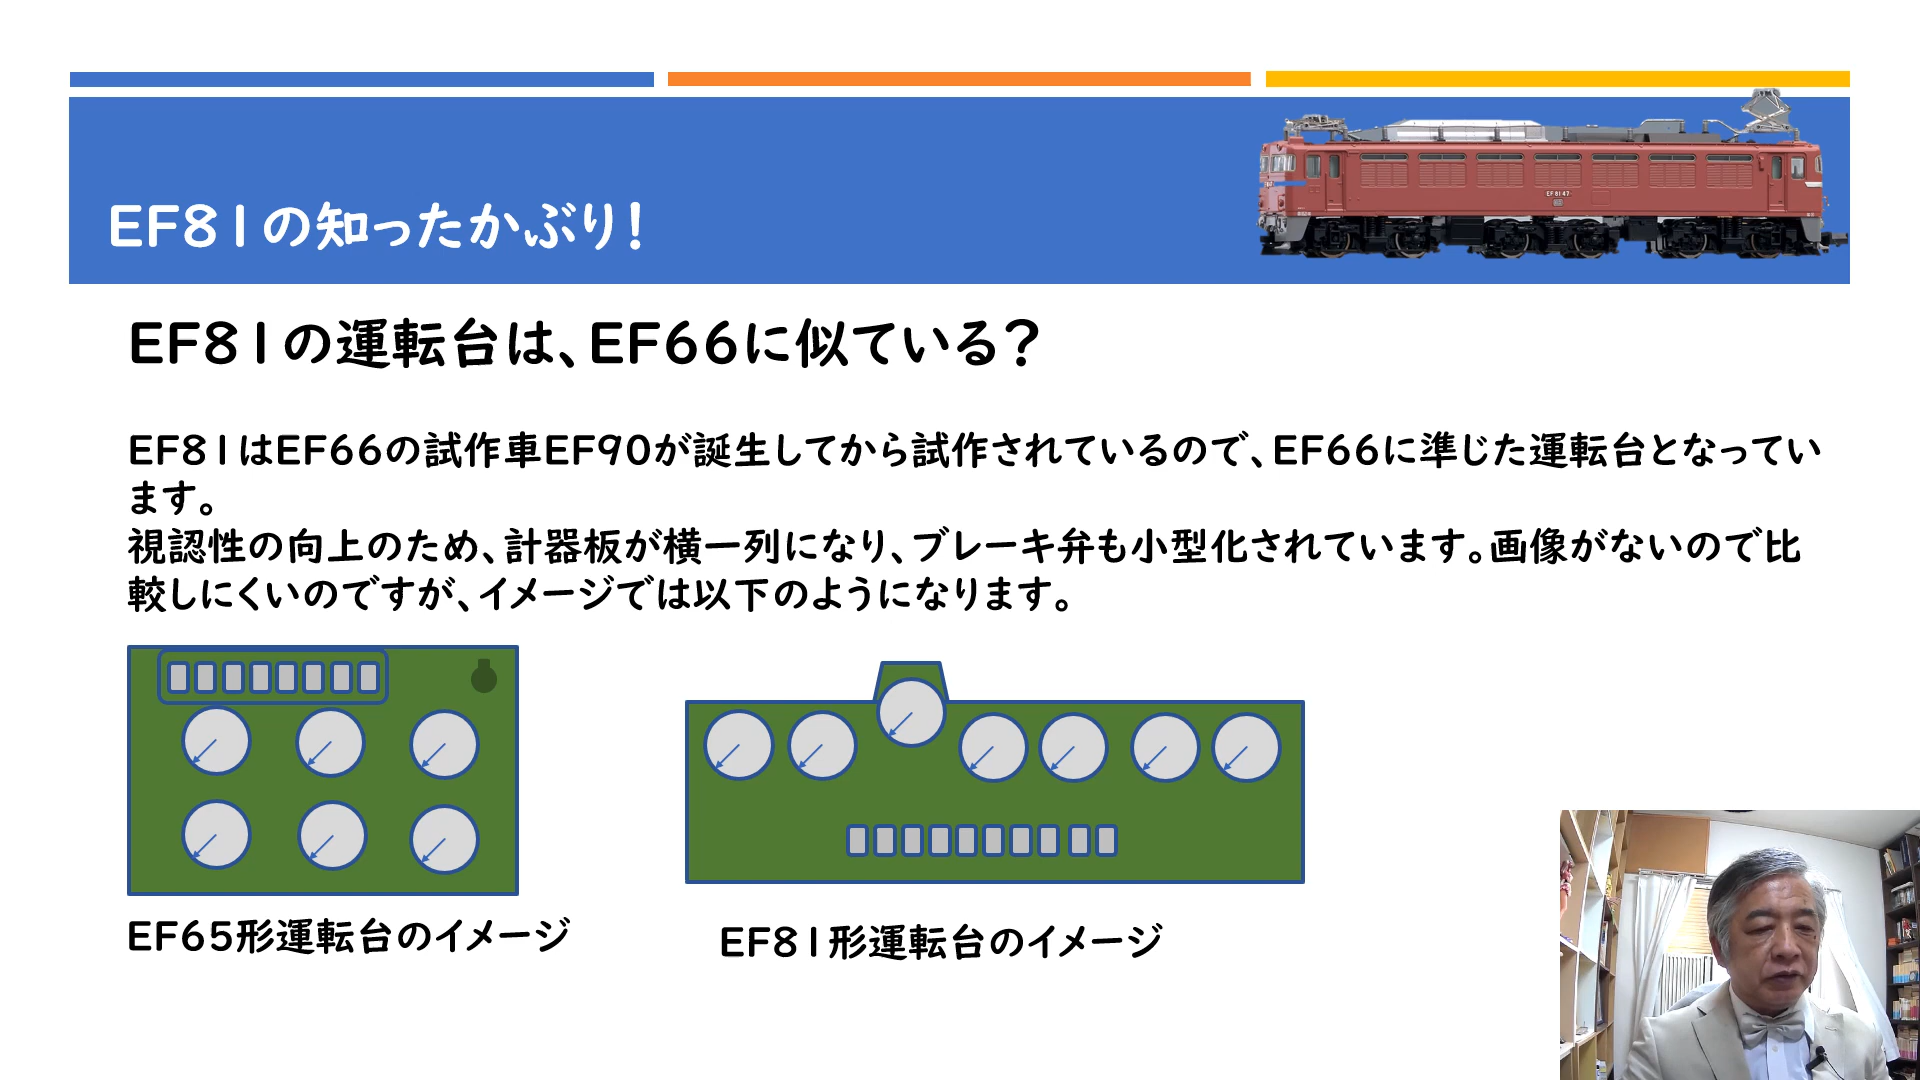 EF81の知ったかぶり!
EF81 47
EF81の運転台は、EF66に似ている?
EF81はEF66の試作車EF90が誕生してから試作されているので、EF66に準じた運転台となってい
ます。
視認性の向上のため、計器板が横一列になり、ブレーキ弁も小型化されています。画像がないので比
較しにくいのですが、イメージでは以下のようになります。
EF65形運転台のイメージ
EF81形運転台のイメージ